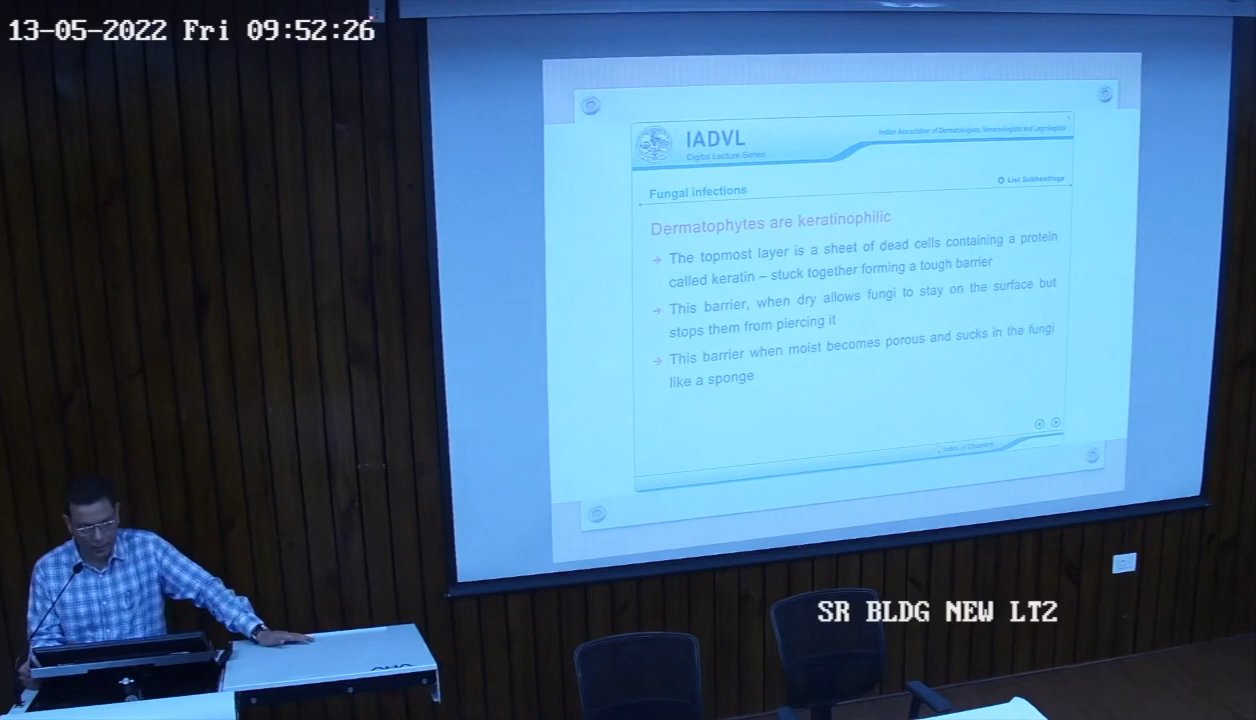 13-05-2022 Fri 09:52:26
IADVL
Digital Lecture Series
Indian Association of Dermatologists, Venereologists and Leprologists
Fungal infections
List Subheadings
Dermatophytes are keratinophilic
→ The topmost layer is a sheet of dead cells containing a protein
called keratin – stuck together forming a tough barrier
→ This barrier, when dry allows fungi to stay on the surface but
stops them from piercing it
→ This barrier when moist becomes porous and sucks in the fungi
like a sponge
Index of Chapters
SR BLDG NEW LT2